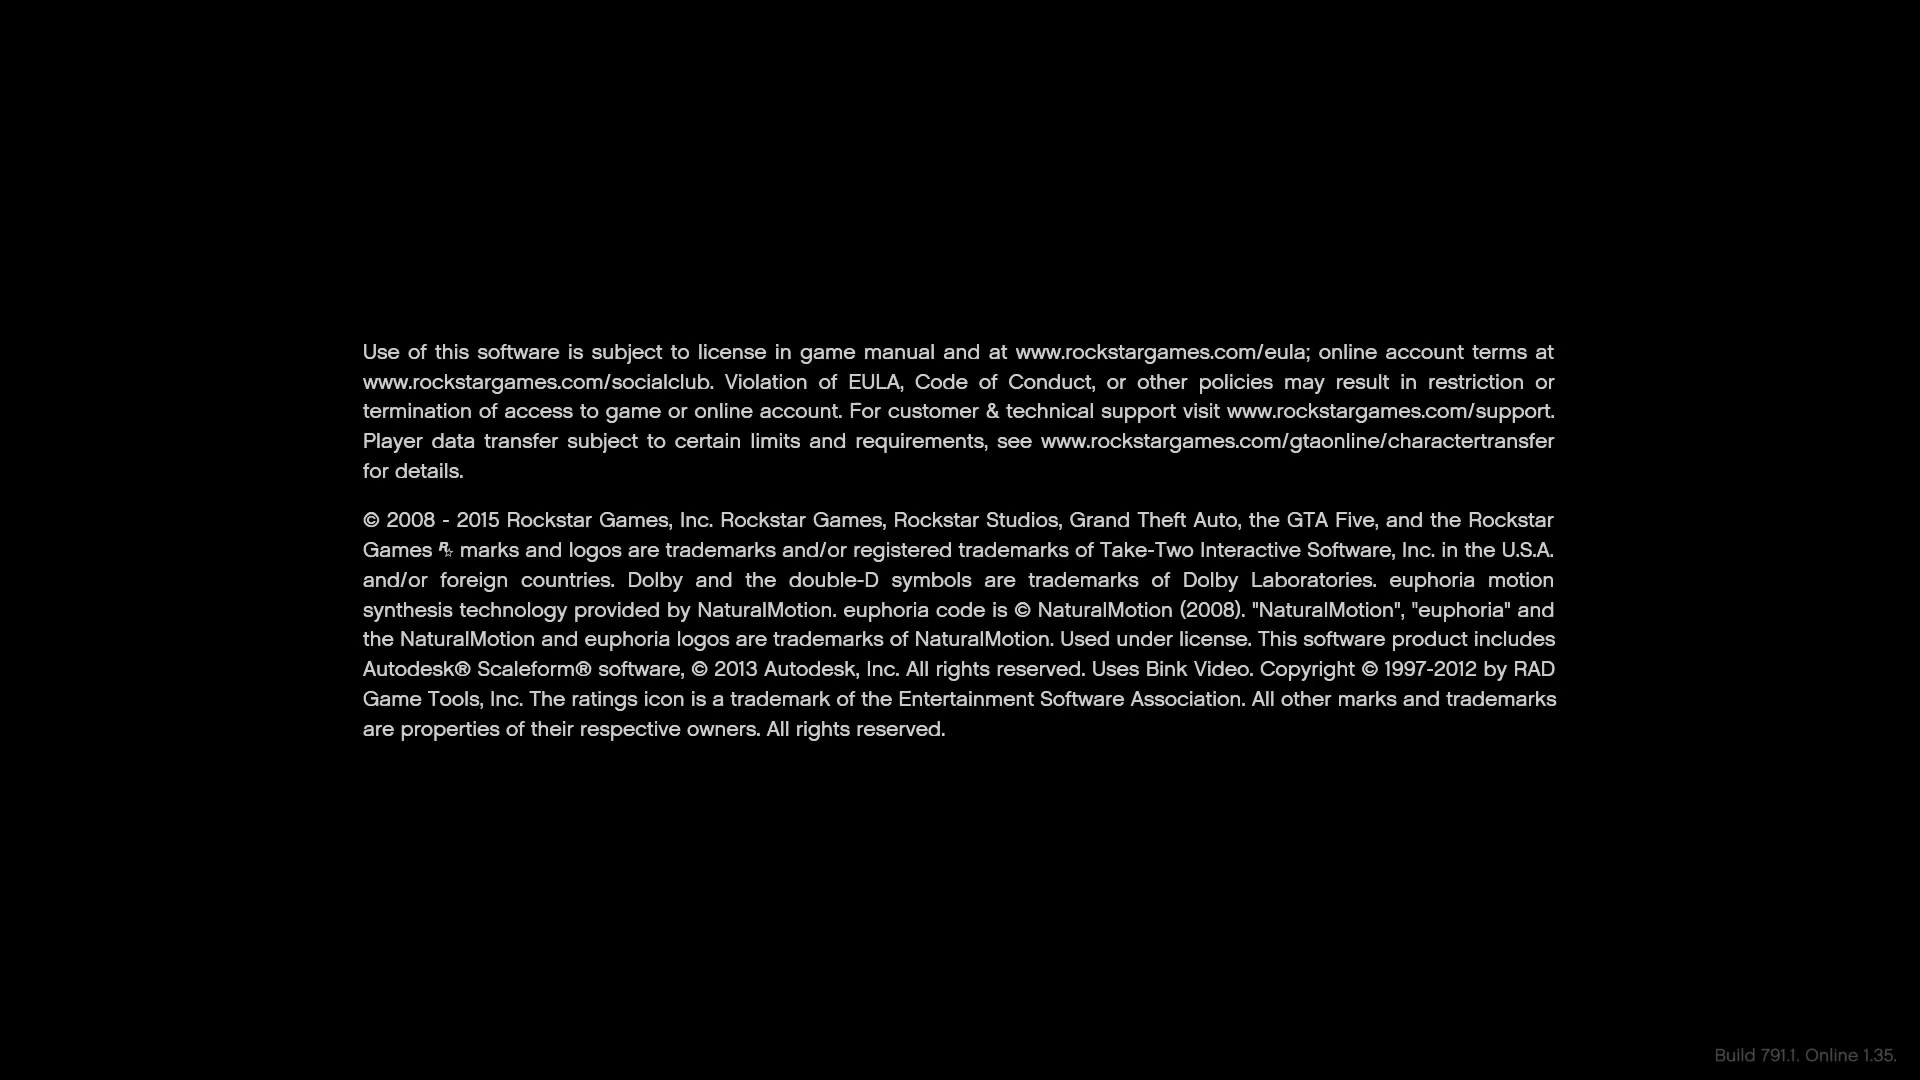 Use of this software is subject to license in game manual and at www.rockstargames.com/eula; online account terms at
www.rockstargames.com/socialclub. Violation of EULA, Code of Conduct, or other policies may result in restriction or
termination of access to game or online account. For customer & technical support visit www.rockstargames.com/support.
Player data transfer subject to certain limits and requirements, see www.rockstargames.com/gtaonline/charactertransfer
for details.
© 2008 - 2015 Rockstar Games, Inc. Rockstar Games, Rockstar Studios, Grand Theft Auto, the GTA Five, and the Rockstar
Games R* marks and logos are trademarks and/or registered trademarks of Take-Two Interactive Software, Inc. in the U.S.A.
and/or foreign countries. Dolby and the double-D symbols are trademarks of Dolby Laboratories. euphoria motion
synthesis technology provided by NaturalMotion. euphoria code is © NaturalMotion (2008). "NaturalMotion", "euphoria" and
the NaturalMotion and euphoria logos are trademarks of NaturalMotion. Used under license. This software product includes
Autodesk® Scaleform® software, © 2013 Autodesk, Inc. All rights reserved. Uses Bink Video. Copyright © 1997-2012 by RAD
Game Tools, Inc. The ratings icon is a trademark of the Entertainment Software Association. All other marks and trademarks
are properties of their respective owners. All rights reserved.
Build 791.1. Online 1.35.